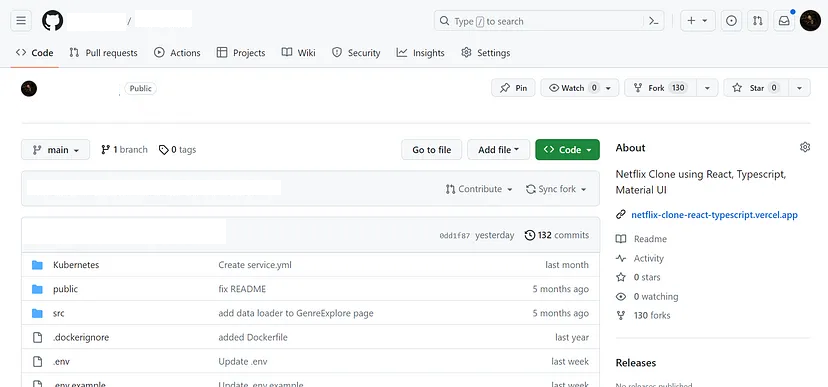 /
Type / to search
Code Pull requests Actions Projects Wiki Security Insights Settings
Public Pin Watch 0 Fork 130 Star 0
main 1 branch 0 tags Go to file Add file Code
Contribute Sync fork
0dd1f87 yesterday 132 commits
Kubernetes Create service.yml last month
public fix README 5 months ago
src add data loader to GenreExplore page 5 months ago
.dockerignore added Dockerfile last year
.env Update .env last week
.env.example Update .env.example last week
About
Netflix Clone using React, Typescript,
Material UI
netflix-clone-react-typescript.vercel.app
Readme
Activity
0 stars
0 watching
130 forks
Releases
No releases published